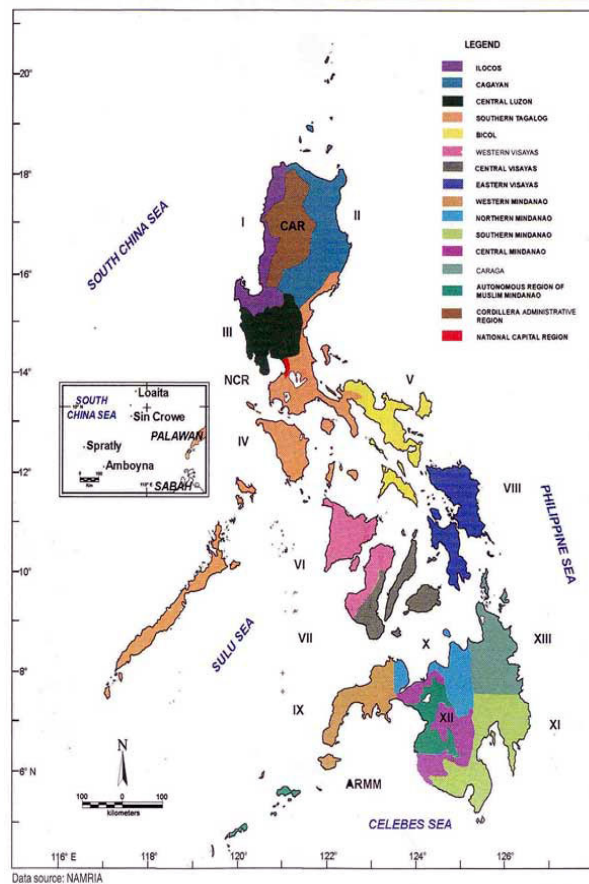 LEGEND
ILOCOS
CAGAYAN
CENTRAL LUZON
SOUTHERN TAGALOG
BICOL
WESTERN VISAYAS
CENTRAL VISAYAS
EASTERN VISAYAS
WESTERN MINDANAO
NORTHERN MINDANAO
SOUTHERN MINDANAO
CENTRAL MINDANAO
CARAGA
AUTONOMOUS REGION OF
MUSLIM MINDANAO
CORDILLERA ADMINISTRATIVE
REGION
NATIONAL CAPITAL REGION
20°
18°
16°
14°
12°
10°
8°
6° N
SOUTH CHINA SEA
I
CAR
II
III
NCR
IV
V
VI
VII
VIII
PHILIPPINE SEA
SOUTH
CHINA SEA
Loaita
Sin Crowe
PALAWAN
Spratly
Amboyna
SABAH
Km
SULU SEA
X
XIII
IX
XII
XI
ARMM
CELEBES SEA
N
100 0 100
kilometers
116° E 118° 120° 122° 124° 126°
Data source: NAMRIA